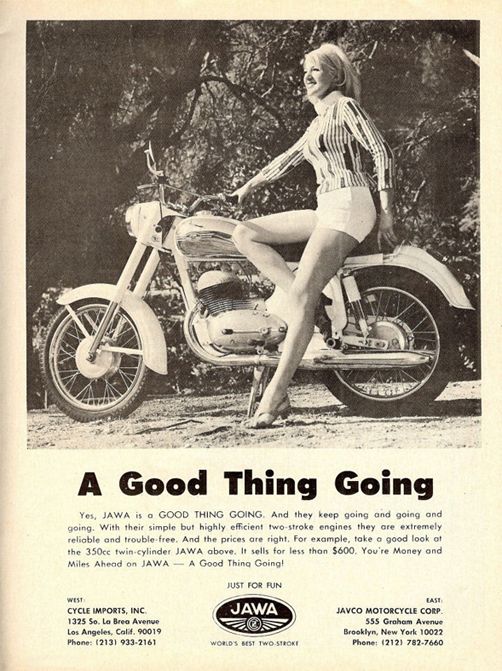 A Good Thing Going
Yes, JAWA is a GOOD THING GOING. And they keep going and going and
going. With their simple but highly efficient two-stroke engines they are extremely
reliable and trouble-free. And the prices are right. For example, take a good look at
the 350cc twin-cylinder JAWA above. It sells for less than $600. You're Money and
Miles Ahead on JAWA — A Good Thing Going!
JUST FOR FUN
WEST:
CYCLE IMPORTS, INC.
1325 So. La Brea Avenue
Los Angeles, Calif. 90019
Phone: (213) 933-2161
JAWA
WORLD'S BEST TWO-STROKE
EAST:
JAVCO MOTORCYCLE CORP.
555 Graham Avenue
Brooklyn, New York 10022
Phone: (212) 782-7660